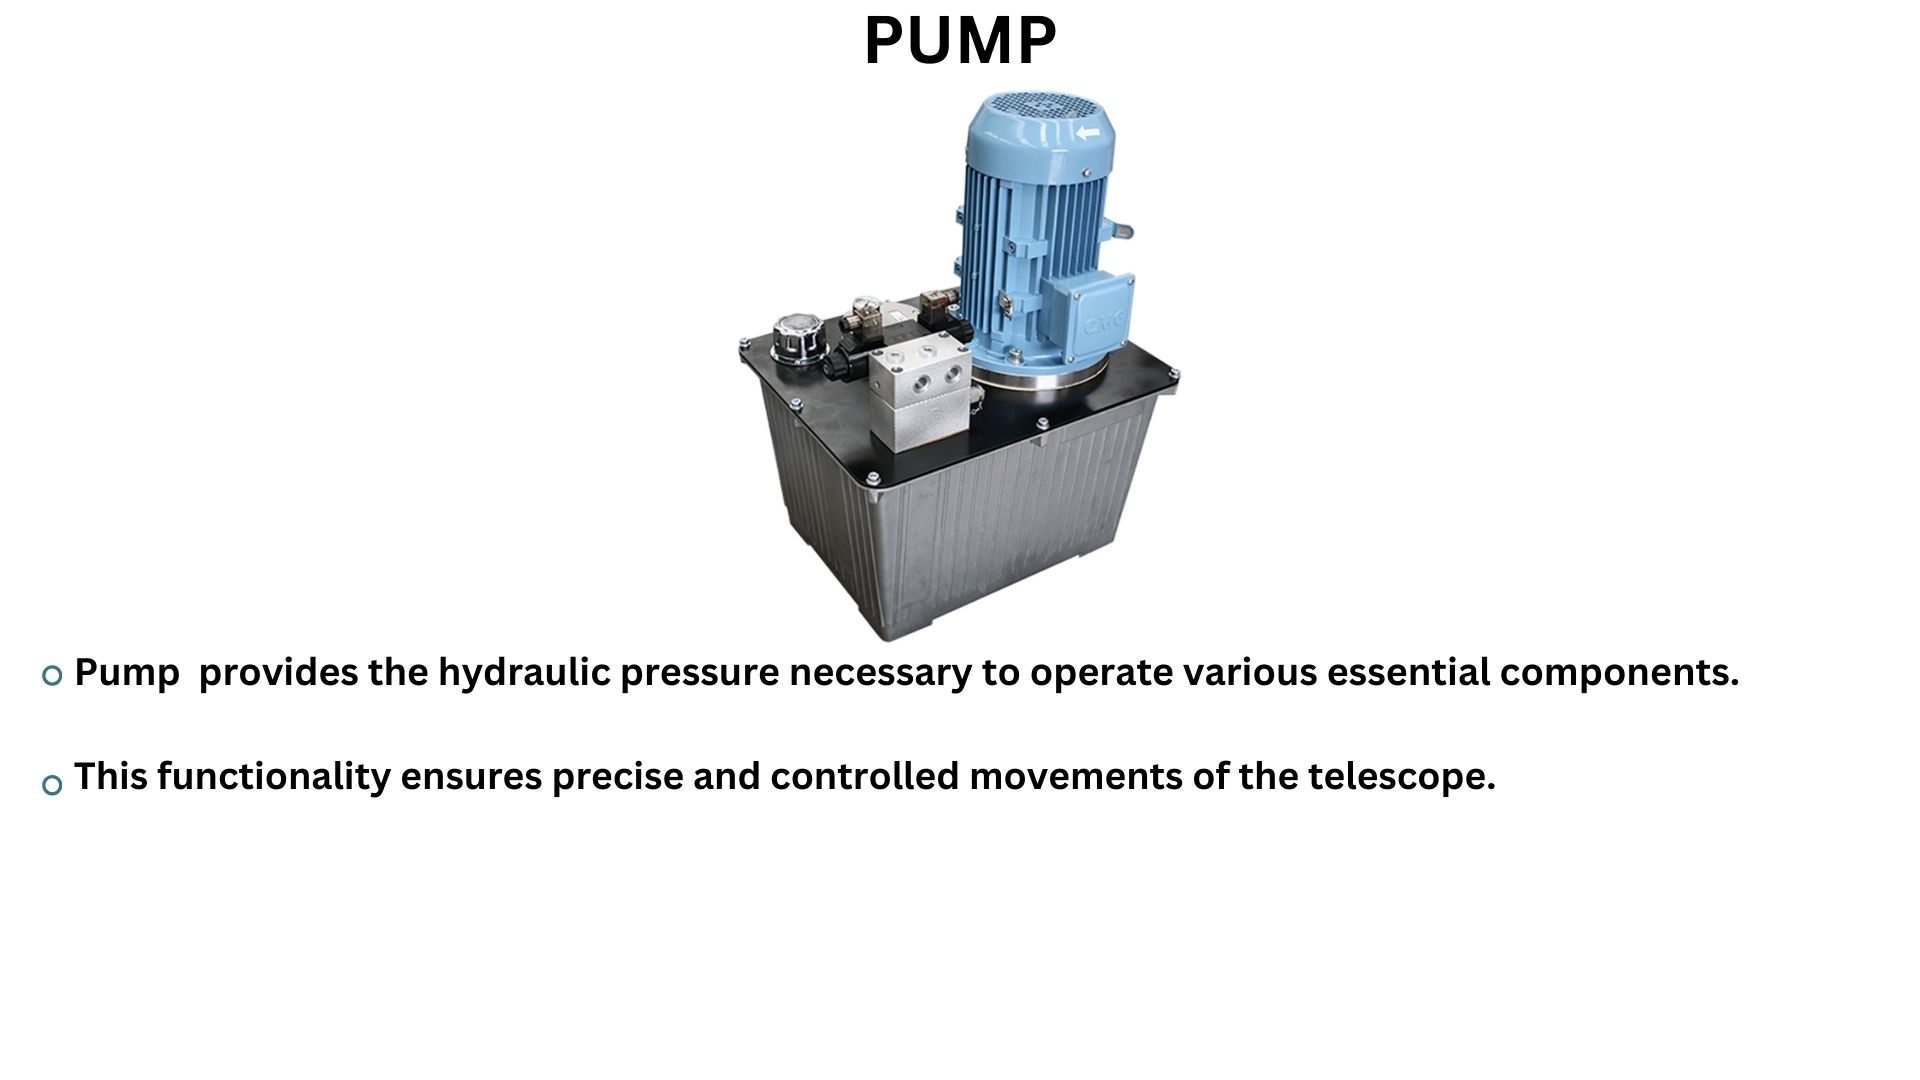 PUMP
CMG
Pump  provides the hydraulic pressure necessary to operate various essential components.
This functionality ensures precise and controlled movements of the telescope.